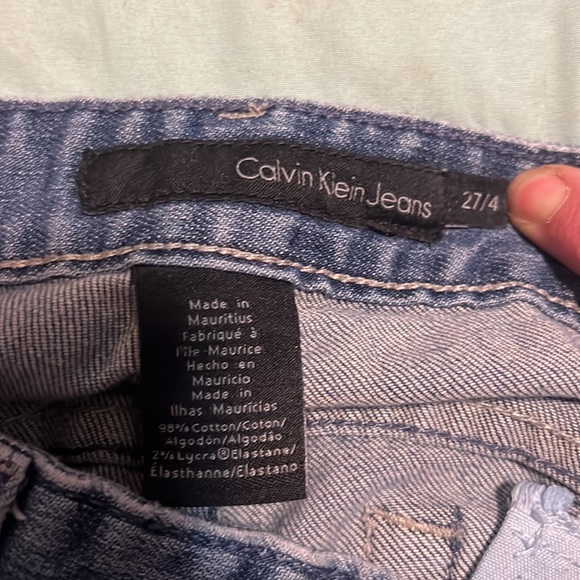 Calvin Klein Jeans 27/4
Made in
Mauritius
Fabriqué à
l'île Maurice
Hecho en
Mauricio
Made in
Ilhas Maurícias
98% Cotton/Coton/
Algodón/Algodão
2% Lycra®Elastane/
Élasthanne/Elastano